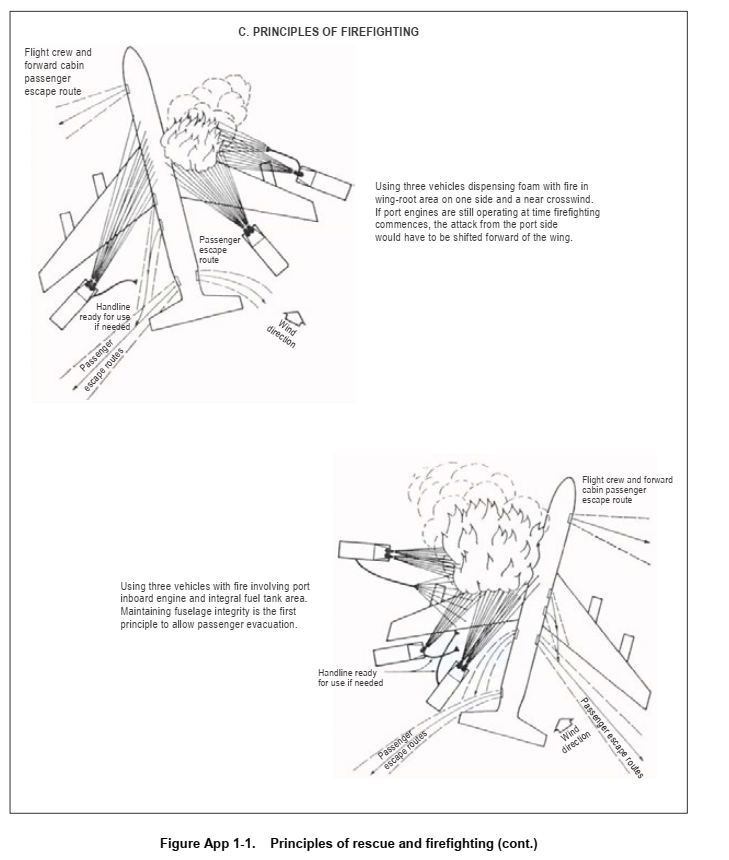 C. PRINCIPLES OF FIREFIGHTING
Flight crew and
forward cabin
passenger
escape route
Using three vehicles dispensing foam with fire in
wing-root area on one side and a near crosswind.
If port engines are still operating at time firefighting
commences, the attack from the port side
would have to be shifted forward of the wing.
Passenger
escape
route
Handline
ready for use
if needed
Wind
direction
Passenger
escape routes
Flight crew and forward
cabin passenger
escape route
Using three vehicles with fire involving port
inboard engine and integral fuel tank area.
Maintaining fuselage integrity is the first
principle to allow passenger evacuation.
Handline ready
for use if needed
Passenger
escape routes
Wind
direction
Passenger escape routes
Figure App 1-1. Principles of rescue and firefighting (cont.)